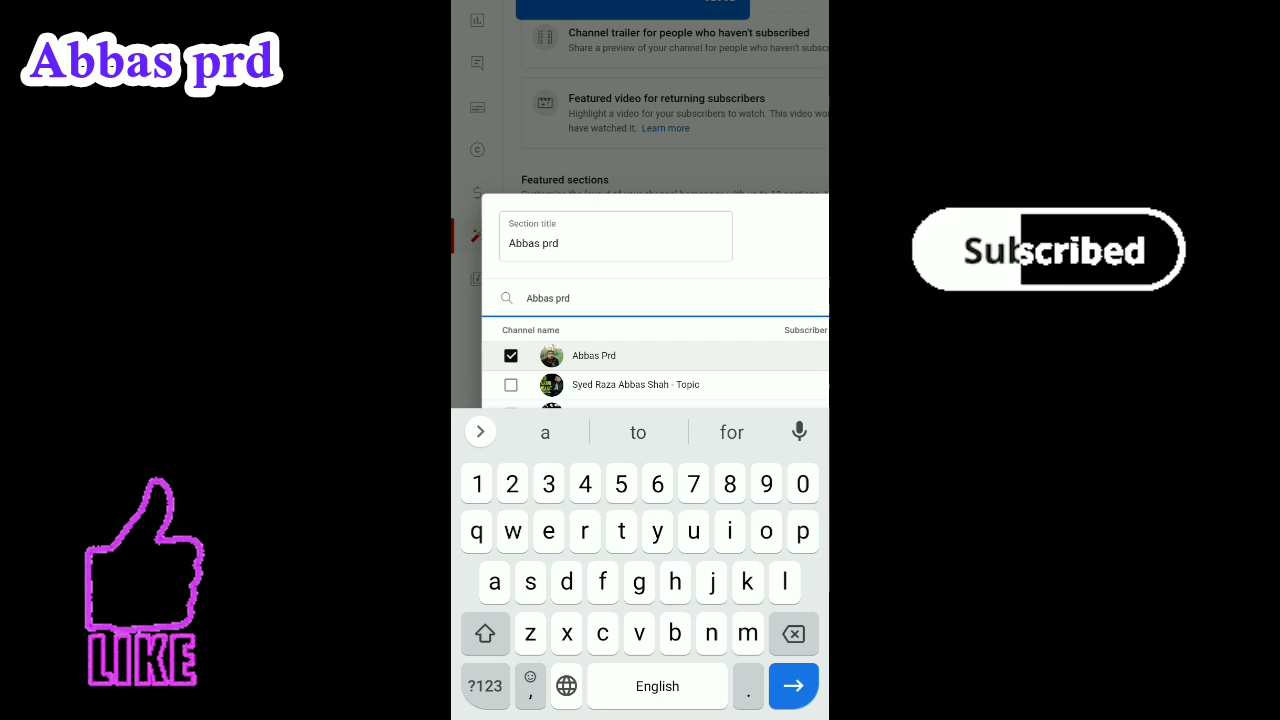 Abbas prd
Channel trailer for people who haven't subscribed
Share a preview of your channel for people who haven't subscr
Featured video for returning subscribers
Highlight a video for your subscribers to watch. This video wo
have watched it. Learn more
Featured sections
Section title
Abbas prd
Abbas prd
Channel name Subscriber
Abbas Prd
Syed Raza Abbas Shah - Topic
Subscribed
LIKE
a to for
1 2 3 4 5 6 7 8 9 0
q w e r t y u i o p
a s d f g h j k l
z x c v b n m
?123 , English .